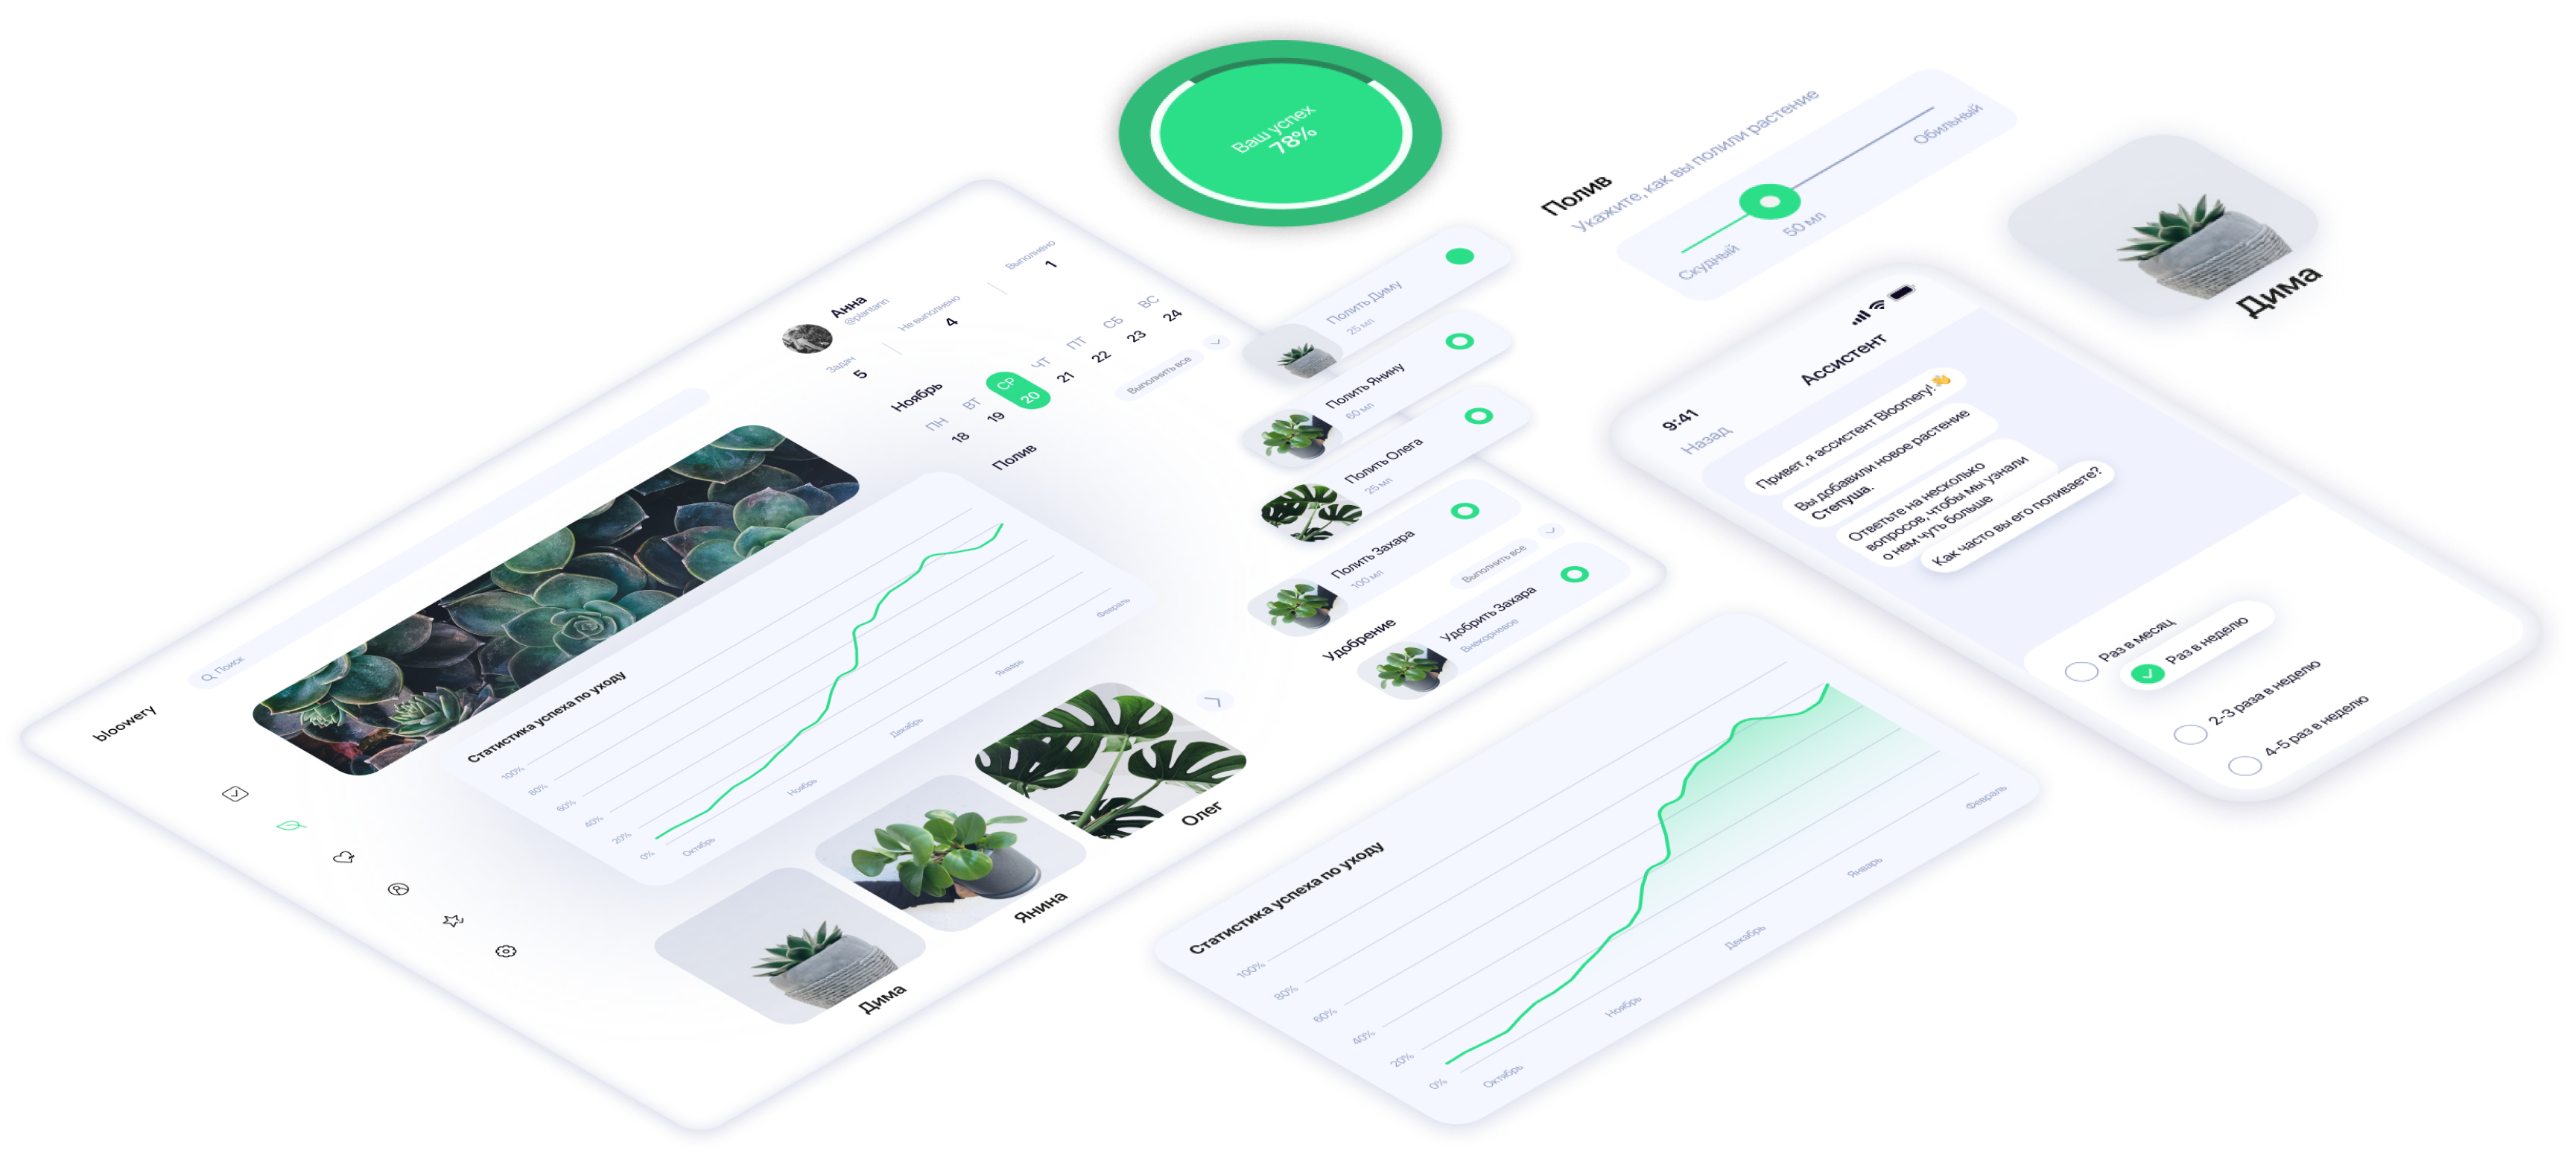 bloowery
Поиск
Анна
@plantann
Задач
5
Не выполнено
4
Выполнено
1
Ноябрь
ПН ВТ СР ЧТ ПТ СБ ВС
18 19 20 21 22 23 24
Полив
Выполнить все
Полить Диму
25 мл
Полить Янину
60 мл
Полить Олега
25 мл
Полить Захара
100 мл
Удобрение
Выполнить все
Удобрить Захара
Внекорневое
Статистика успеха по уходу
100%
80%
60%
40%
20%
0%
Октябрь
Ноябрь
Декабрь
Январь
Февраль
Дима
Янина
Олег
Ваш успех
78%
Полив
Укажите, как вы полили растение
Скудный
50 мл
Обильный
Дима
9:41
Назад
Ассистент
Привет, я ассистент Bloomery! 👋
Вы добавили новое растение
Степуша.
Ответьте на несколько
вопросов, чтобы мы узнали
о нем чуть больше
Как часто вы его поливаете?
Раз в месяц
Раз в неделю
2-3 раза в неделю
4-5 раз в неделю
Статистика успеха по уходу
100%
80%
60%
40%
20%
0%
Октябрь
Ноябрь
Декабрь
Январь
Февраль